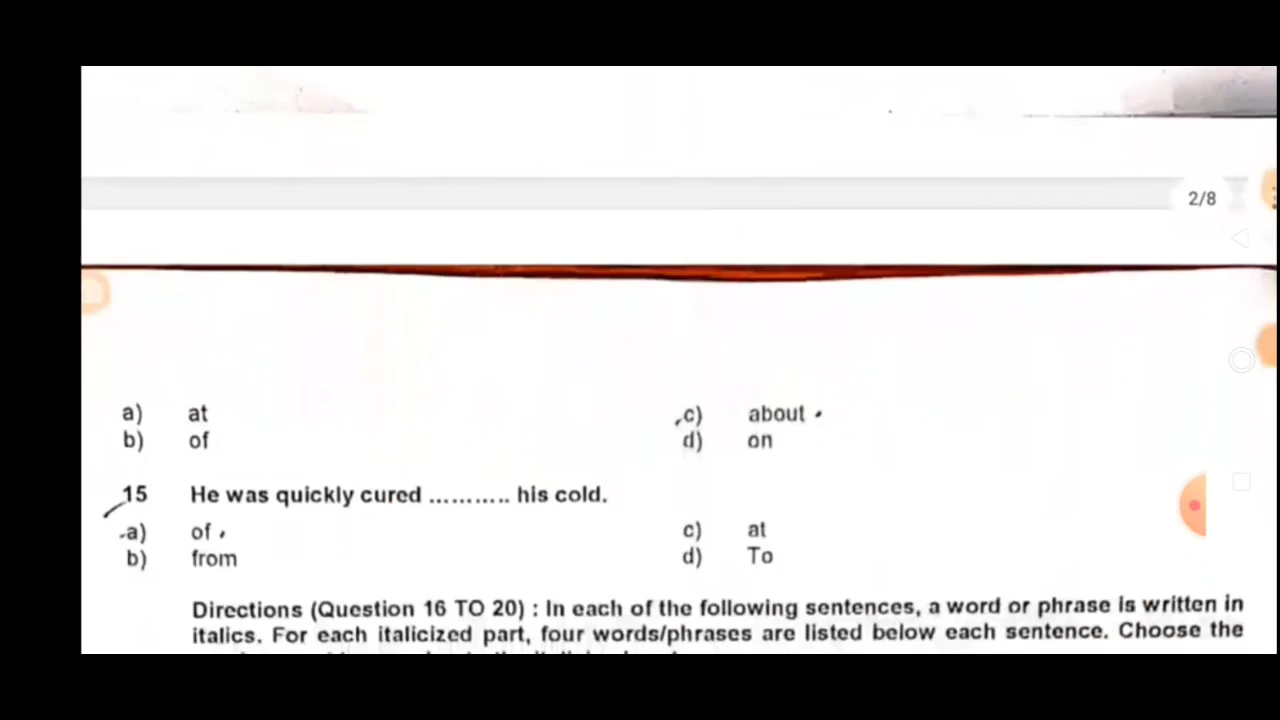 2/8
a) at c) about
b) of d) on
15 He was quickly cured ........... his cold.
a) of c) at
b) from d) To
Directions (Question 16 TO 20) : In each of the following sentences, a word or phrase is written in
italics. For each italicized part, four words/phrases are listed below each sentence. Choose the